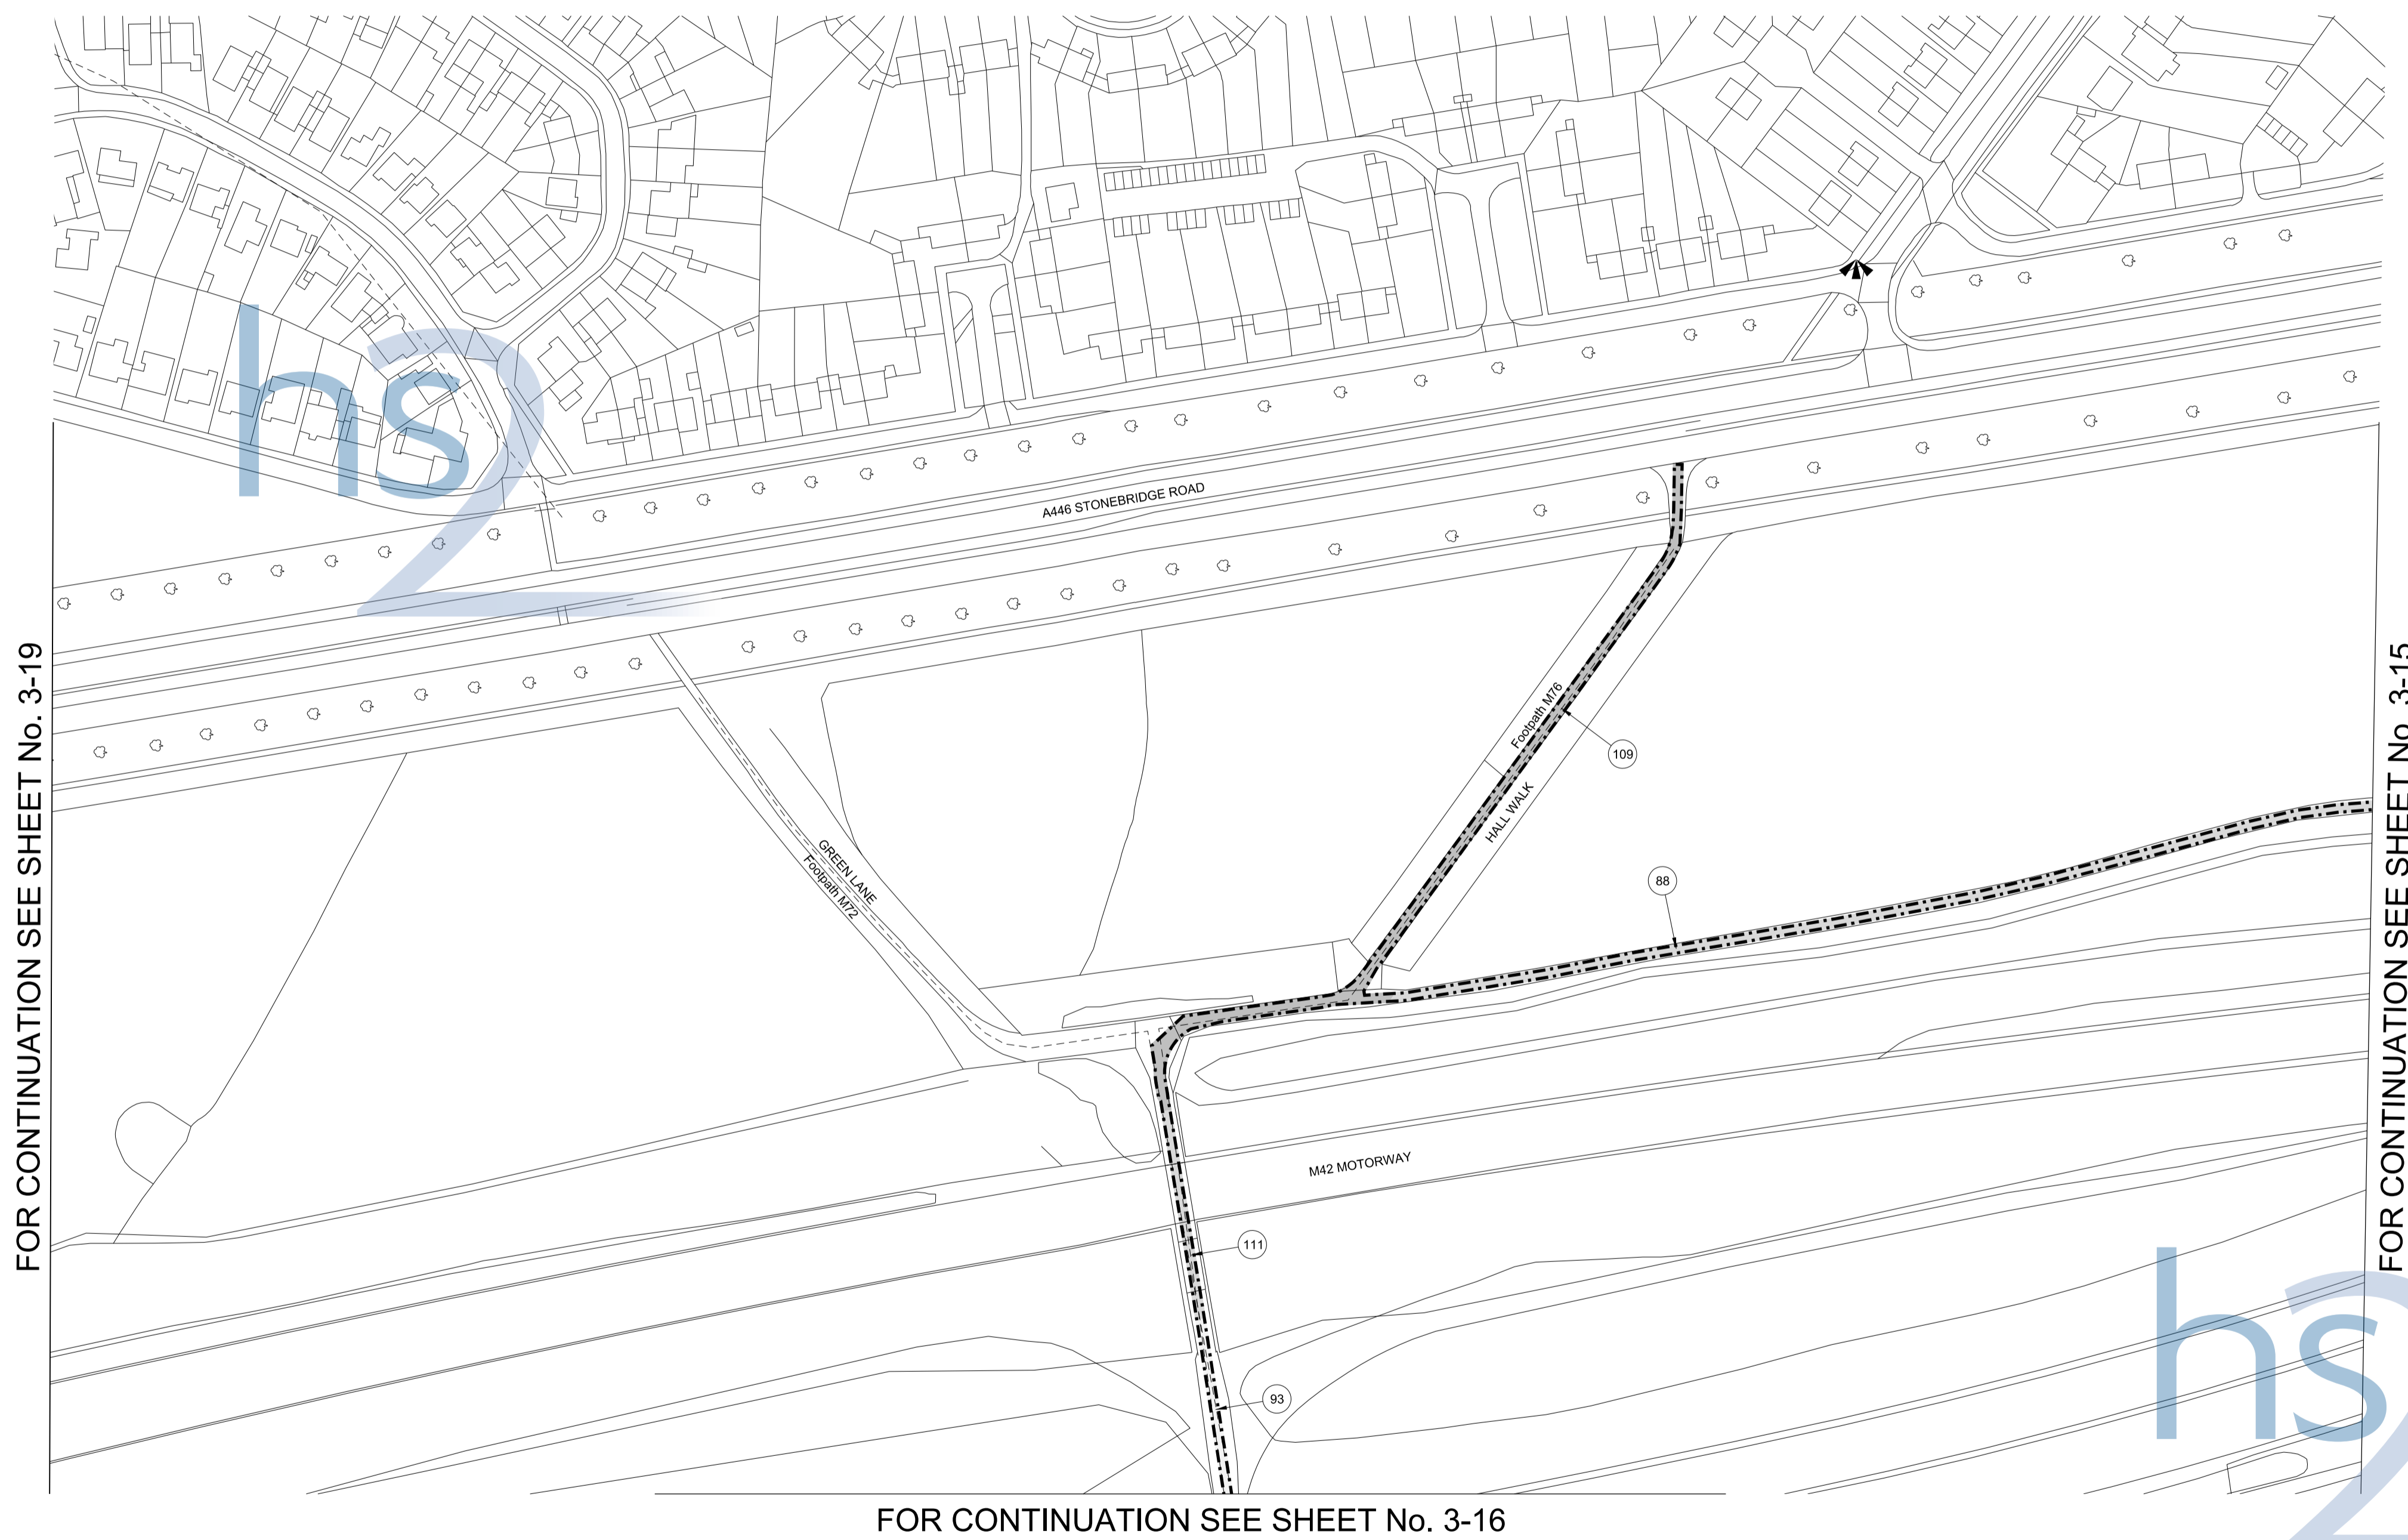 hs2
A446 STONEBRIDGE ROAD
FOR CONTINUATION SEE SHEET No. 3-19
FOR CONTINUATION SEE SHEET No. 3-15
Footpath M76
109
HALL WALK
GREEN LANE
Footpath M72
88
M42 MOTORWAY
111
93
hs2
FOR CONTINUATION SEE SHEET No. 3-16